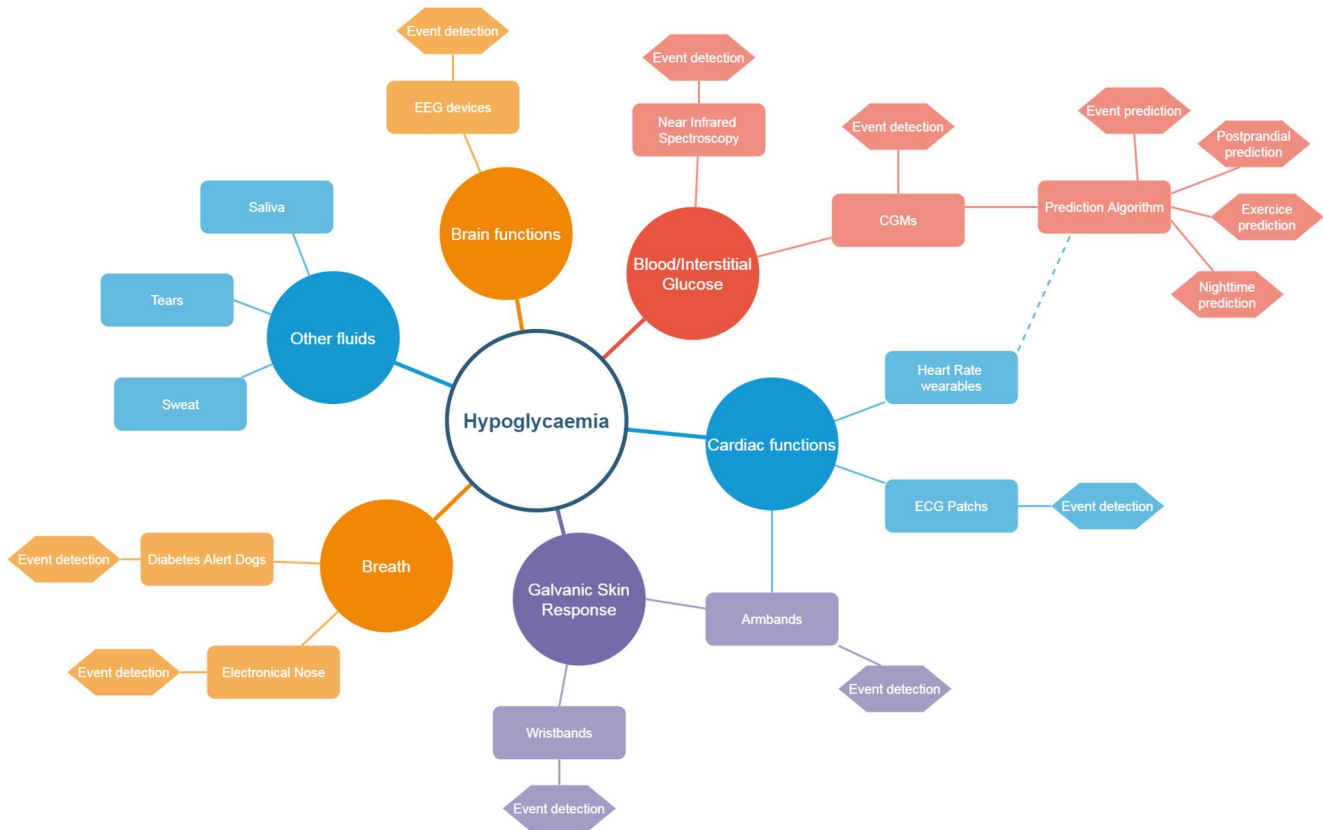 Event detection
EEG devices
Brain functions
Event detection
Near Infrared
Spectroscopy
Blood/Interstitial
Glucose
Event detection
CGMs
Event prediction
Postprandial
prediction
Prediction Algorithm
Exercice
prediction
Nighttime
prediction
Saliva
Tears
Other fluids
Sweat
Hypoglycaemia
Heart Rate
wearables
Cardiac functions
ECG Patchs
Event detection
Event detection
Diabetes Alert Dogs
Breath
Event detection
Electronical Nose
Galvanic Skin
Response
Armbands
Event detection
Wristbands
Event detection